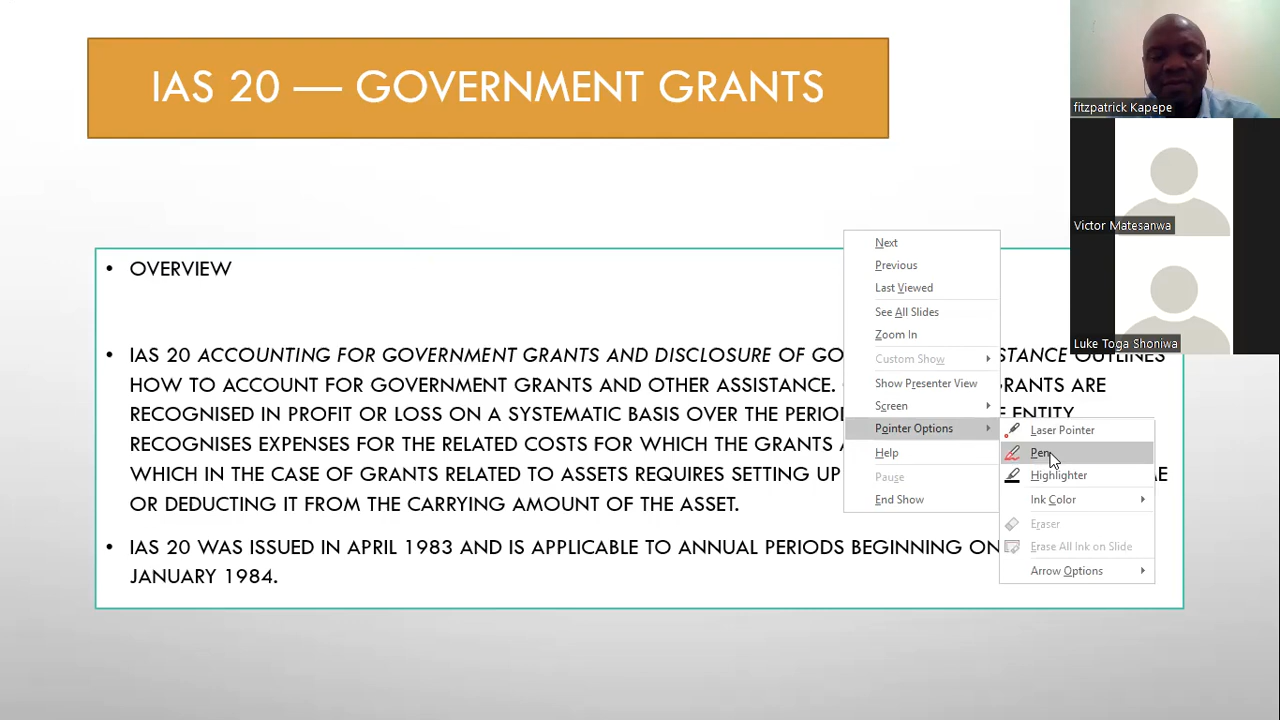 IAS 20 — GOVERNMENT GRANTS
fitzpatrick Kapepe
Victor Matesanwa
Luke Toga Shoniwa
• OVERVIEW
• IAS 20 ACCOUNTING FOR GOVERNMENT GRANTS AND DISCLOSURE OF GO STANCE OUTLINES
HOW TO ACCOUNT FOR GOVERNMENT GRANTS AND OTHER ASSISTANCE. GRANTS ARE
RECOGNISED IN PROFIT OR LOSS ON A SYSTEMATIC BASIS OVER THE PERIO E ENTITY
RECOGNISES EXPENSES FOR THE RELATED COSTS FOR WHICH THE GRANTS
WHICH IN THE CASE OF GRANTS RELATED TO ASSETS REQUIRES SETTING UP ME
OR DEDUCTING IT FROM THE CARRYING AMOUNT OF THE ASSET.
• IAS 20 WAS ISSUED IN APRIL 1983 AND IS APPLICABLE TO ANNUAL PERIODS BEGINNING ON
JANUARY 1984.
Next
Previous
Last Viewed
See All Slides
Zoom In
Custom Show
Show Presenter View
Screen
Pointer Options
Help
Pause
End Show
Laser Pointer
Pen
Highlighter
Ink Color
Eraser
Erase All Ink on Slide
Arrow Options